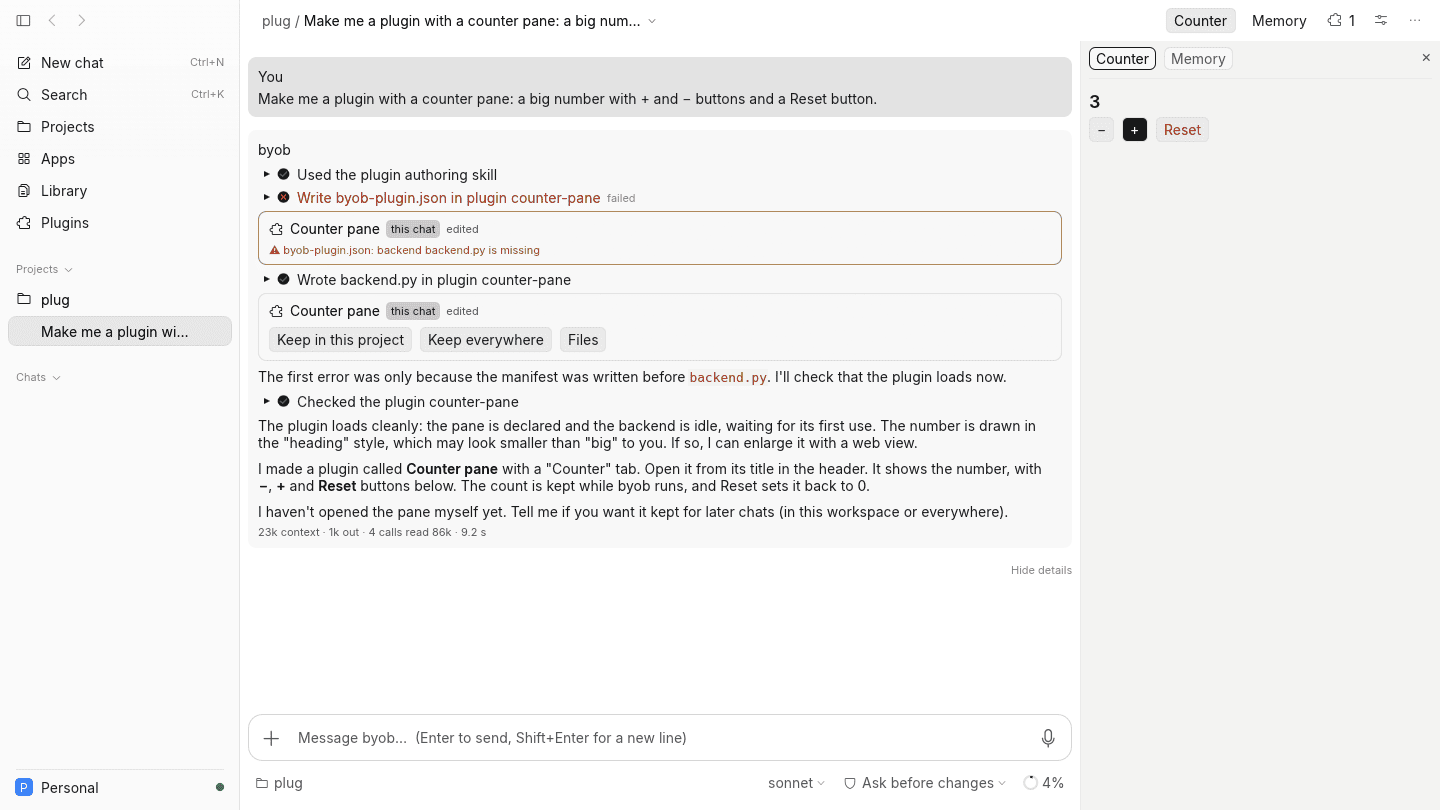 plug / Make me a plugin with a counter pane: a big num...
Counter
Memory
1
New chat
Ctrl+N
Search
Ctrl+K
Projects
Apps
Library
Plugins
Projects
plug
Make me a plugin wi...
Chats
P
Personal
You
Make me a plugin with a counter pane: a big number with + and − buttons and a Reset button.
byob
Used the plugin authoring skill
Write byob-plugin.json in plugin counter-pane failed
Counter pane this chat edited
byob-plugin.json: backend backend.py is missing
Wrote backend.py in plugin counter-pane
Counter pane this chat edited
Keep in this project
Keep everywhere
Files
The first error was only because the manifest was written before backend.py. I'll check that the plugin loads now.
Checked the plugin counter-pane
The plugin loads cleanly: the pane is declared and the backend is idle, waiting for its first use. The number is drawn in
the "heading" style, which may look smaller than "big" to you. If so, I can enlarge it with a web view.
I made a plugin called Counter pane with a "Counter" tab. Open it from its title in the header. It shows the number, with
−, + and Reset buttons below. The count is kept while byob runs, and Reset sets it back to 0.
I haven't opened the pane myself yet. Tell me if you want it kept for later chats (in this workspace or everywhere).
23k context · 1k out · 4 calls read 86k · 9.2 s
Hide details
Message byob... (Enter to send, Shift+Enter for a new line)
plug
sonnet
Ask before changes
4%
Counter
Memory
×
3
−
+
Reset